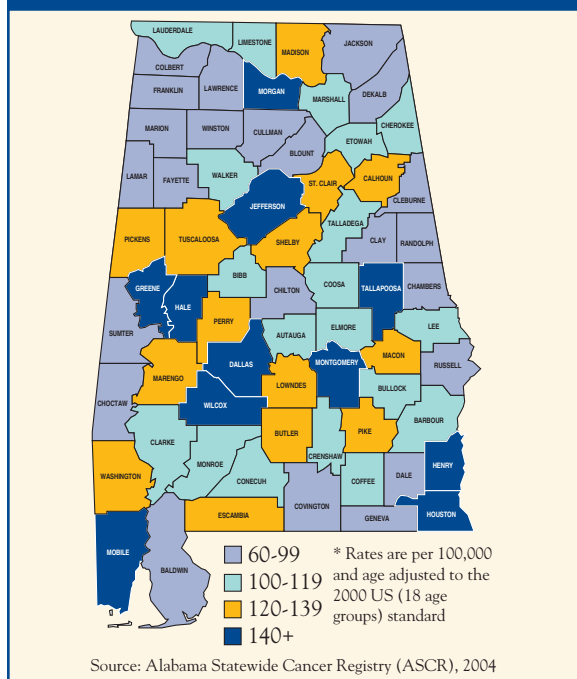 LAUDERDALE
LIMESTONE
MADISON
JACKSON
COLBERT
FRANKLIN
LAWRENCE
MORGAN
MARSHALL
DEKALB
CHEROKEE
MARION
WINSTON
CULLMAN
ETOWAH
BLOUNT
LAMAR
FAYETTE
WALKER
ST. CLAIR
CALHOUN
CLEBURNE
JEFFERSON
TALLADEGA
PICKENS
TUSCALOOSA
SHELBY
CLAY
RANDOLPH
BIBB
GREENE
HALE
CHILTON
COOSA
TALLAPOOSA
CHAMBERS
SUMTER
PERRY
AUTAUGA
ELMORE
LEE
DALLAS
MONTGOMERY
MACON
RUSSELL
MARENGO
LOWNDES
BULLOCK
CHOCTAW
WILCOX
BARBOUR
CLARKE
BUTLER
PIKE
MONROE
CRENSHAW
HENRY
WASHINGTON
CONECUH
COFFEE
DALE
COVINGTON
ESCAMBIA
GENEVA
HOUSTON
MOBILE
BALDWIN
60-99
100-119
120-139
140+
* Rates are per 100,000
and age adjusted to the
2000 US (18 age
groups) standard
Source: Alabama Statewide Cancer Registry (ASCR), 2004